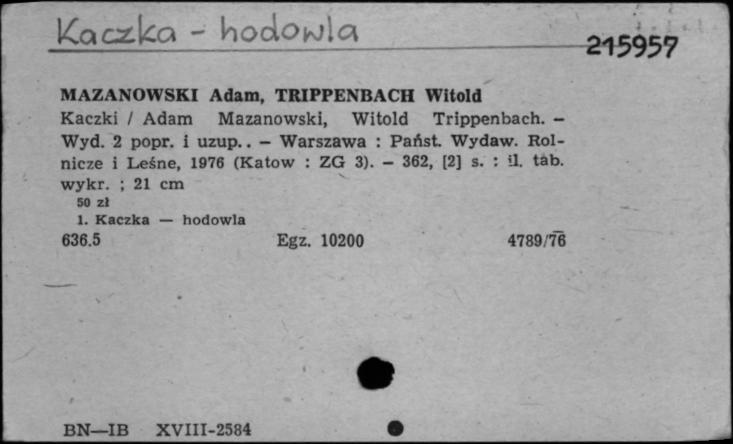 Kaczka - hodowla
215957
MAZANOWSKI Adam, TRIPPENBACH Witold
Kaczki / Adam Mazanowski, Witold Trippenbach. —
Wyd. 2 popr. i uzup.. — Warszawa : Państ. Wydaw. Rol-
nicze i Leśne, 1976 (Katow : ZG 3). — 362, [2] s. : il. tab.
wykr. ; 21 cm
50 zł
1. Kaczka — hodowla
636.5 Egz. 10200 4789/76
BN—IB XVIII-2584